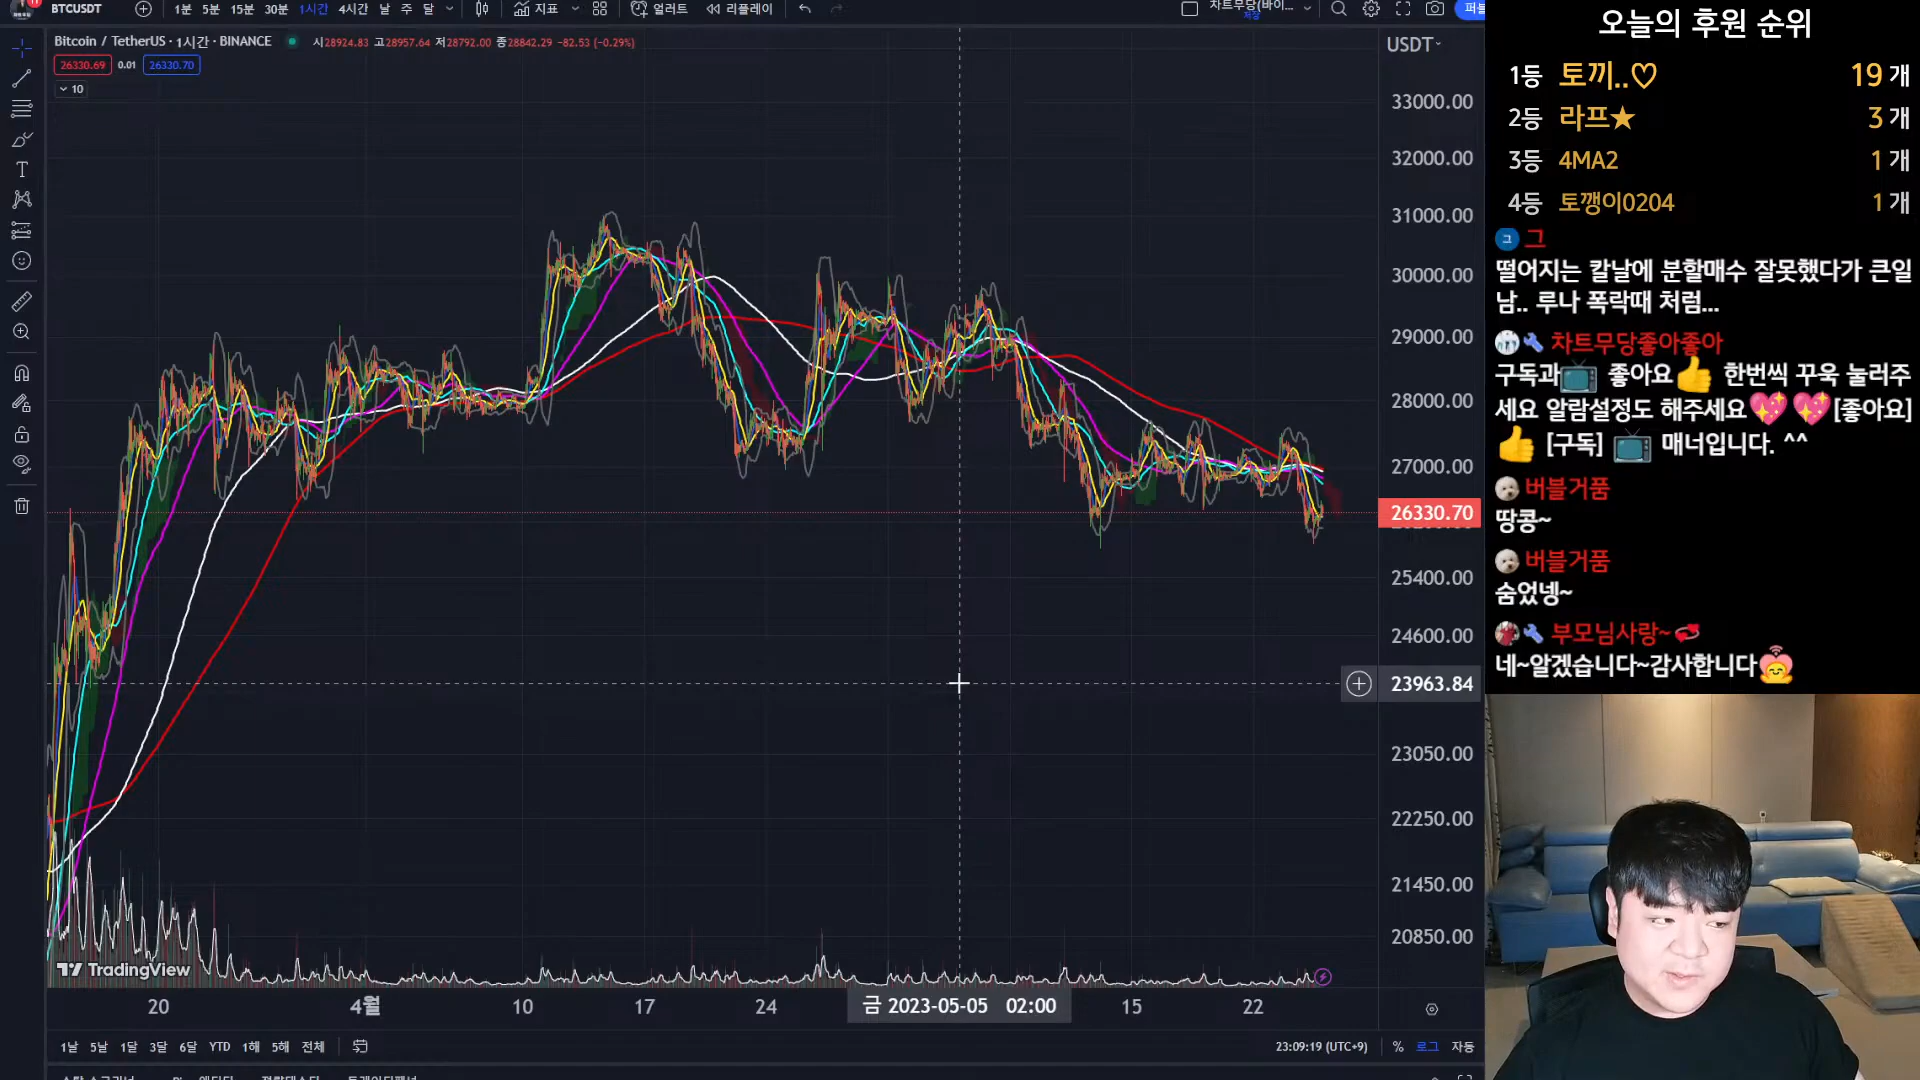 BTCUSDT
1분 5분 15분 30분 1시간 4시간 날 주 달
지표
얼러트
리플레이
차트무당(바이...
저장
퍼블
Bitcoin / TetherUS · 1시간 · BINANCE
시28924.83 고28957.64 저28792.00 종28842.29 -82.53 (-0.29%)
26330.69 0.01 26330.70
10
USDT
33000.00
32000.00
31000.00
30000.00
29000.00
28000.00
27000.00
26330.70
25400.00
24600.00
23963.84
23050.00
22250.00
21450.00
20850.00
TradingView
20 4월 10 17 24 금 2023-05-05 02:00 15 22
1날 5날 1달 3달 6달 YTD 1해 5해 전체
23:09:19 (UTC+9) % 로그 자동
오늘의 후원 순위
1등 토끼..♡ 19 개
2등 라프★ 3 개
3등 4MA2 1 개
4등 토깽이0204 1 개
그 그
떨어지는 칼날에 분할매수 잘못했다가 큰일
남.. 루나 폭락때 처럼...
차트무당좋아좋아
구독과📺 좋아요👍 한번씩 꾸욱 눌러주
세요 알람설정도 해주세요💖💖[좋아요]
👍 [구독] 📺 매너입니다. ^^
버블거품
땅콩~
버블거품
숨었넹~
부모님사랑~💞
네~알겠습니다~감사합니다